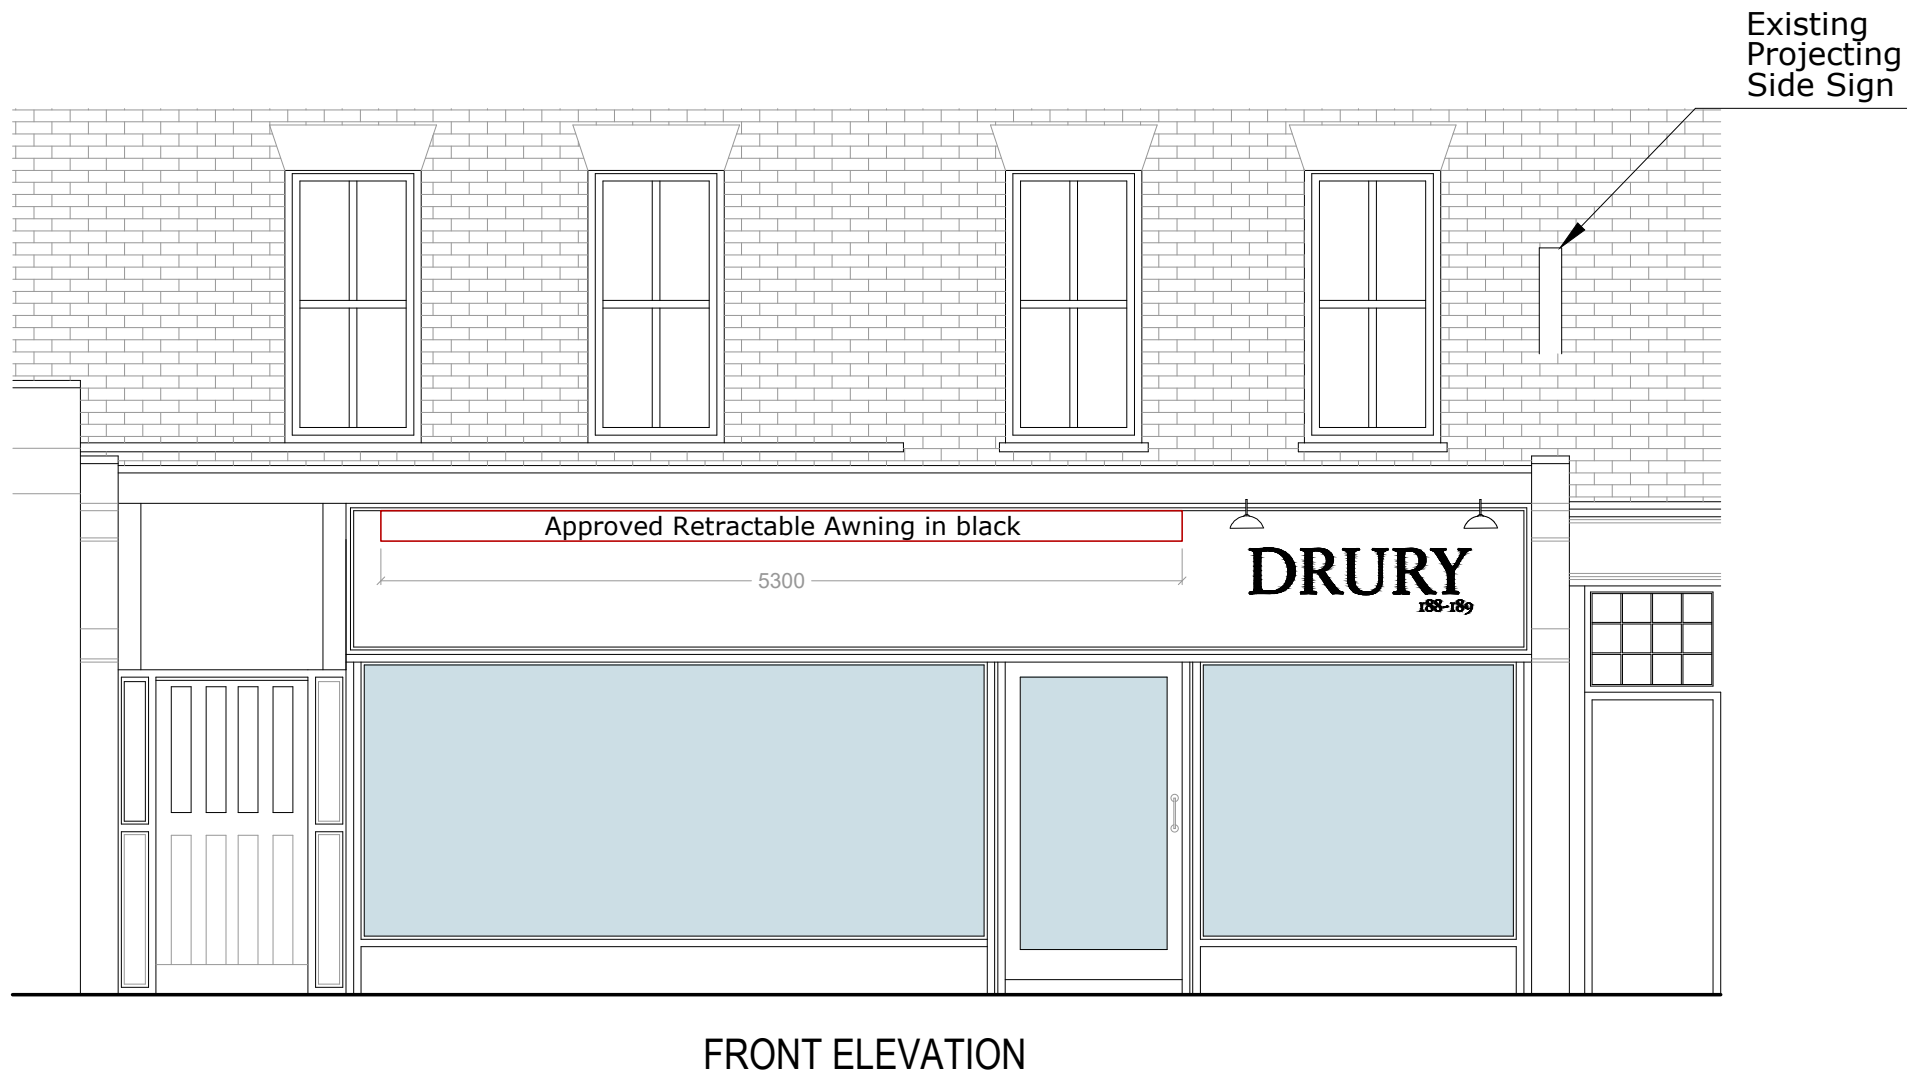 Existing
Projecting
Side Sign
Approved Retractable Awning in black
5300
DRURY
188-189
FRONT ELEVATION